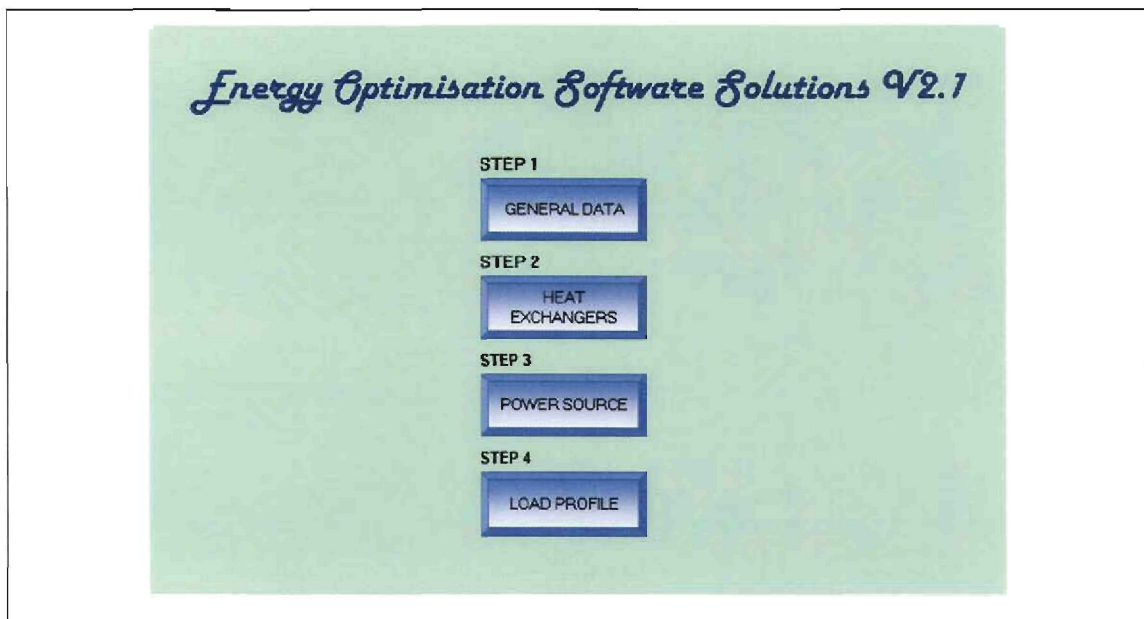 Energy Optimisation Software Solutions V2.1
STEP 1
GENERAL DATA
STEP 2
HEAT
EXCHANGERS
STEP 3
POWER SOURCE
STEP 4
LOAD PROFILE